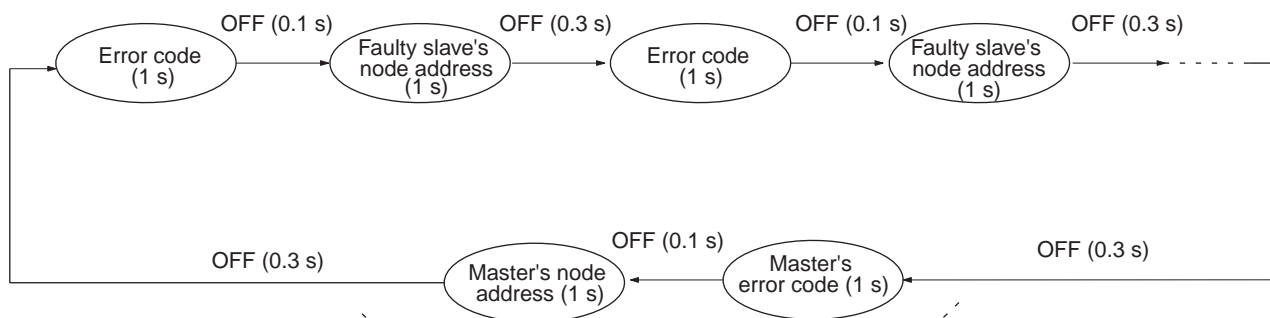 OFF (0.1 s)
OFF (0.3 s)
OFF (0.1 s)
OFF (0.3 s)
Error code
(1 s)
Faulty slave's
node address
(1 s)
Error code
(1 s)
Faulty slave's
node address
(1 s)
OFF (0.3 s)
Master's node
address (1 s)
OFF (0.1 s)
Master's
error code (1 s)
OFF (0.3 s)